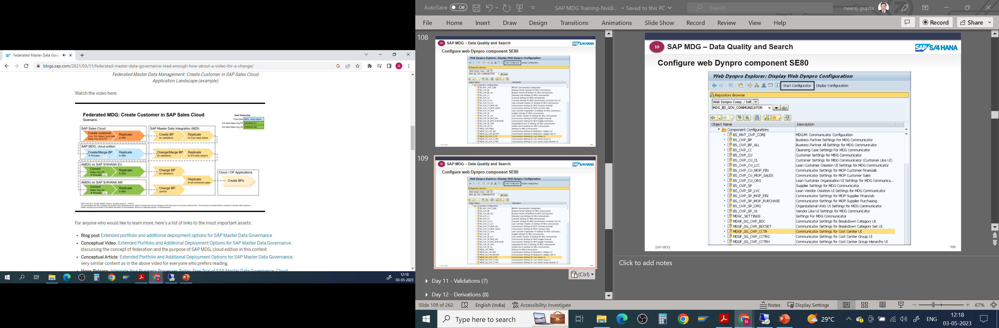 Federated Master Data Gove
blogs.sap.com/2021/03/11/federated-master-data-governance-read-enough-how-about-a-video-for-a-change/
N
Federated Master Data Management: Create Customer in SAP Sales Cloud
Application Landscape (example)
Watch the video here:
Federated MDG: Create Customer in SAP Sales Cloud
Scenario
Data Ownership
Core Data MDG, cloud edition
S/4 data Sales Org FR S/4HANA EU
S/4 data Sales Org US S/4HANA AM
SAP Sales Cloud
Create customer
Core, S/4, Sales Cloud data
Sales Org US & FR
Replicate
to MDI
SAP Master Data Integration (MDI)
Create BP
(in validation)
Replicate
to Core data owner
SAP MDG, cloud edition
Create/Merge BP
→ Process
Replicate
to MDI
Change/Merge BP
(in validation)
Replicate
to S/4 data owners
AMDG on SAP S/4HANA EU
Correct
Sales Org FR
→ Process
Replicate
to MDI
Change BP
(in validation)
Replicate
to all connected apps
Cloud / OP Applications
Create BPs
AMDG on SAP S/4HANA AM
Correct
Sales Org US
→ Process
Replicate
to MDI
Change BP
(active)
©2021 SAP SE or an SAP affiliate company. All rights reserved. I PUBLIC
For anyone who would like to learn more, here's a list of links to the most important assets:
• Blog post Extended portfolio and additional deployment options for SAP Master Data Governance
• Conceptual Video: Extended Portfolio and Additional Deployment Options for SAP Master Data Governance,
discussing the concept of federation and the purpose of SAP MDG, cloud edition in this context
• Conceptual Article: Extended Portfolio and Additional Deployment Options for SAP Master Data Governance,
very similar content as in the above video for everyone who prefers reading
• News Release: Integrate Your Business Processes Today: Free Trial of SAP Master Data Governance, Cloud
12:18
03-05-2023
AutoSave Off
SAP MDG Training-Nvidi... • Saved to this PC
Search
neeraj gupta
File Home Insert Draw Design Transitions Animations Slide Show Record Review View Help
Record
Share
108
10 SAP MDG – Data Quality and Search
SAP S/4HANA
Configure web Dynpro component SE80
109
10 SAP MDG – Data Quality and Search
SAP S/4HANA
Configure web Dynpro component SE80
(Ctrl)
Day 11 - Validations (7)
Day 12 - Derivations (8)
10 SAP MDG – Data Quality and Search
SAP S/4HANA
Configure web Dynpro component SE80
Web Dynpro Explorer: Display Web Dynpro Configuration
Start Configurator Display Configuration
Repository Browser
Web Dynpro Comp. / Intf.
MDG_BS_GOV_COMMUNICATOR
Object Name Description
Component Configurations
BS_MAT_OVP_CORE MDG-M: Communicator Configuration
BS_OVP_BP Business Partner Settings For MDG Communicator
BS_OVP_BP_ALL Business Partner All Settings for MDG Communicator
BS_OVP_CC Cleansing Case Settings For MDG Communicator
BS_OVP_CU Customer Settings for MDG Communicator
BS_OVP_CU_CL Customer Settings for MDG Communicator (Customer Like UI)
BS_OVP_CU_LCC Lean Customer Creation UI Settings for MDG Communicator
BS_OVP_CU_MOP_FIN Communicator Settings for MOP Customer Financials
BS_OVP_CU_MOP_SALES Communicator Settings for MOP Customer Sales
BS_OVP_CU_ORG Lean Customer Organization UI Settings for MDG Communica...
BS_OVP_SP Supplier Settings for MDG Communicator
BS_OVP_SP_LVC Lean Vendor Creation UI Settings for MDG Communicator
BS_OVP_SP_MOP_FIN Communicator Settings for MOP Supplier Financials
BS_OVP_SP_MOP_PURCHASE Communicator Settings for MOP Supplier Purchasing
BS_OVP_SP_ORG Organizational Units UI Settings for MDG Communicator
BS_OVP_SP_VL Vendor Like UI Settings for MDG Communicator
MDGC_SETTINGS Settings For MDG Communicator
MDGF_0G_OVP_BDC Communicator Settings for Breakdown Category UI
MDGF_0G_OVP_BDCSET Communicator Settings for Breakdown Category Set UI
MDGF_0G_OVP_CCTR Communicator Settings for Cost Center UI
MDGF_0G_OVP_CCTRG Communicator Settings for Cost Center Group UI
MDGF_0G_OVP_CCTRH Communicator Settings for Cost Center Group Hierarchy UI
SAP MDG 109
Click to add notes
Slide 109 of 262 English (India) Accessibility: Investigate
Notes Display Settings 67%
Type here to search
29°C
ENG
12:18
03-05-2023